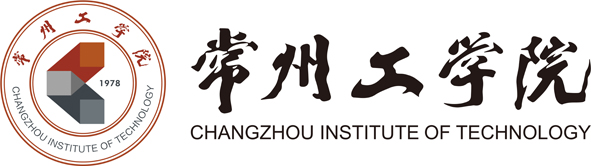 常州工学院
1978
CHANGZHOU INSTITUTE OF TECHNOLOGY
常州工学院
CHANGZHOU INSTITUTE OF TECHNOLOGY